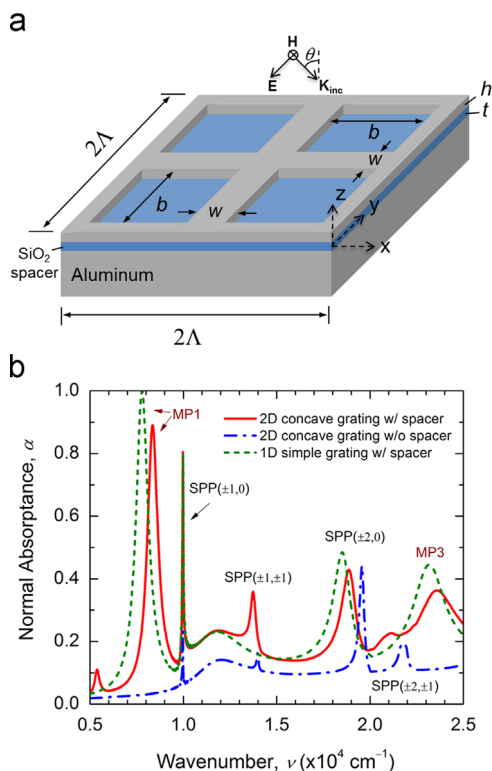 a
H
θ
E
K_inc
h
t
2Λ
b
w
b
w
z
y
x
SiO₂
spacer
Aluminum
2Λ
b
1.0
0.8
0.6
0.4
0.2
0.0
Normal Absorptance, α
MP1
2D concave grating w/ spacer
2D concave grating w/o spacer
1D simple grating w/ spacer
SPP(±1,0)
SPP(±1,±1)
SPP(±2,0)
MP3
SPP(±2,±1)
0.5 1.0 1.5 2.0 2.5
Wavenumber, ν (x10⁴ cm⁻¹)